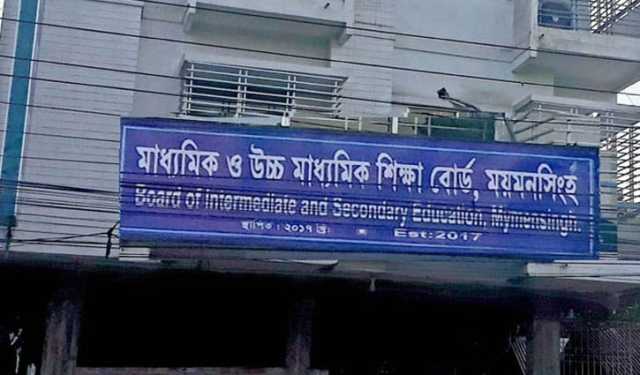 মাধ্যমিক ও উচ্চ মাধ্যমিক শিক্ষা বোর্ড, ময়মনসিংহ
Board of Intermediate and Secondary Education, Mymensingh.
স্থাপিত : ২০১৭ খ্রি: Est:2017